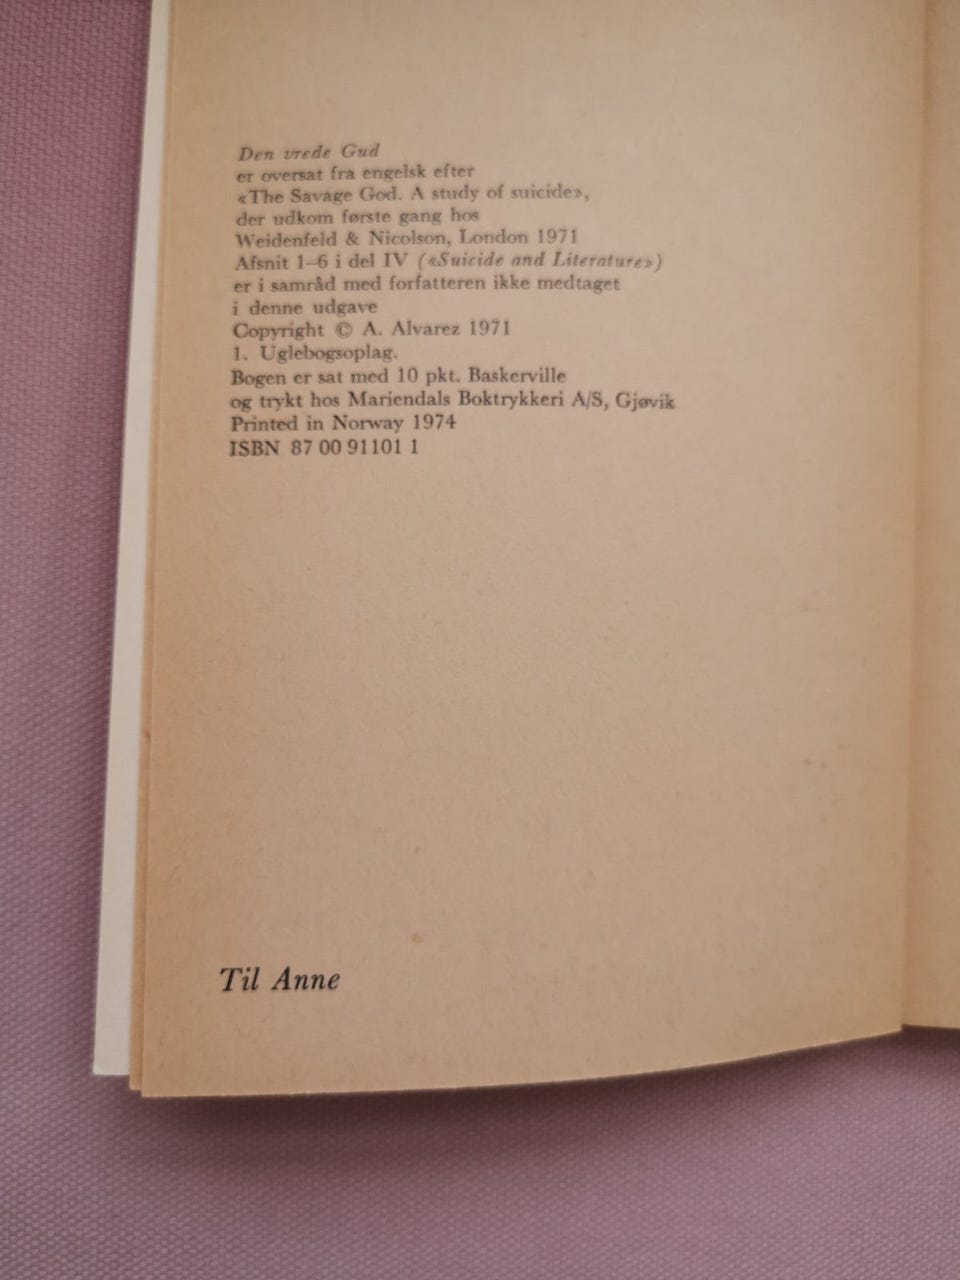 Den vrede Gud
er oversat fra engelsk efter
«The Savage God. A study of suicide»,
der udkom første gang hos
Weidenfeld & Nicolson, London 1971
Afsnit 1–6 i del IV («Suicide and Literature»)
er i samråd med forfatteren ikke medtaget
i denne udgave
Copyright © A. Alvarez 1971
1. Uglebogsoplag.
Bogen er sat med 10 pkt. Baskerville
og trykt hos Mariendals Boktrykkeri A/S, Gjøvik
Printed in Norway 1974
ISBN 87 00 91101 1
Til Anne